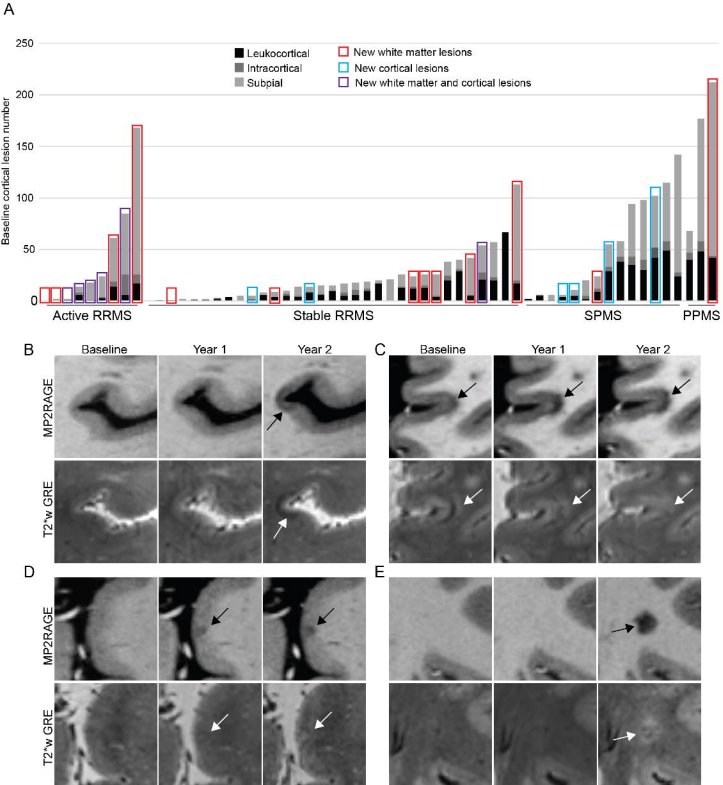 A
250
200
150
100
50
0
Baseline cortical lesion number
Leukocortical
Intracortical
Subpial
New white matter lesions
New cortical lesions
New white matter and cortical lesions
Active RRMS
Stable RRMS
SPMS
PPMS
B
Baseline
Year 1
Year 2
MP2RAGE
T2*w GRE
C
Baseline
Year 1
Year 2
D
MP2RAGE
T2*w GRE
E